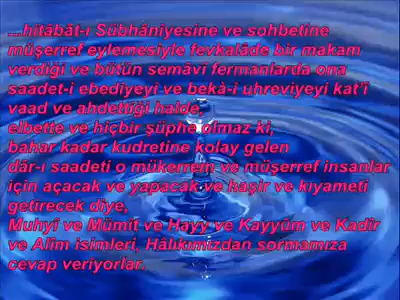 ...hitâbât-ı Sübhâniyesine ve sohbetine
müşerref eylemesiyle fevkalâde bir makam
verdiği ve bütün semâvî fermanlarda ona
saadet-i ebediyeyi ve bekà-i uhreviyeyi kat'î
vaad ve ahdettiği halde,
elbette ve hiçbir şüphe olmaz ki,
bahar kadar kudretine kolay gelen
dâr-ı saadeti o mükerrem ve müşerref insanlar
için açacak ve yapacak ve haşir ve kıyameti
getirecek diye,
Muhyî ve Mümît ve Hayy ve Kayyûm ve Kadîr
ve Alîm isimleri, Hâlıkımızdan sormamıza
cevap veriyorlar.